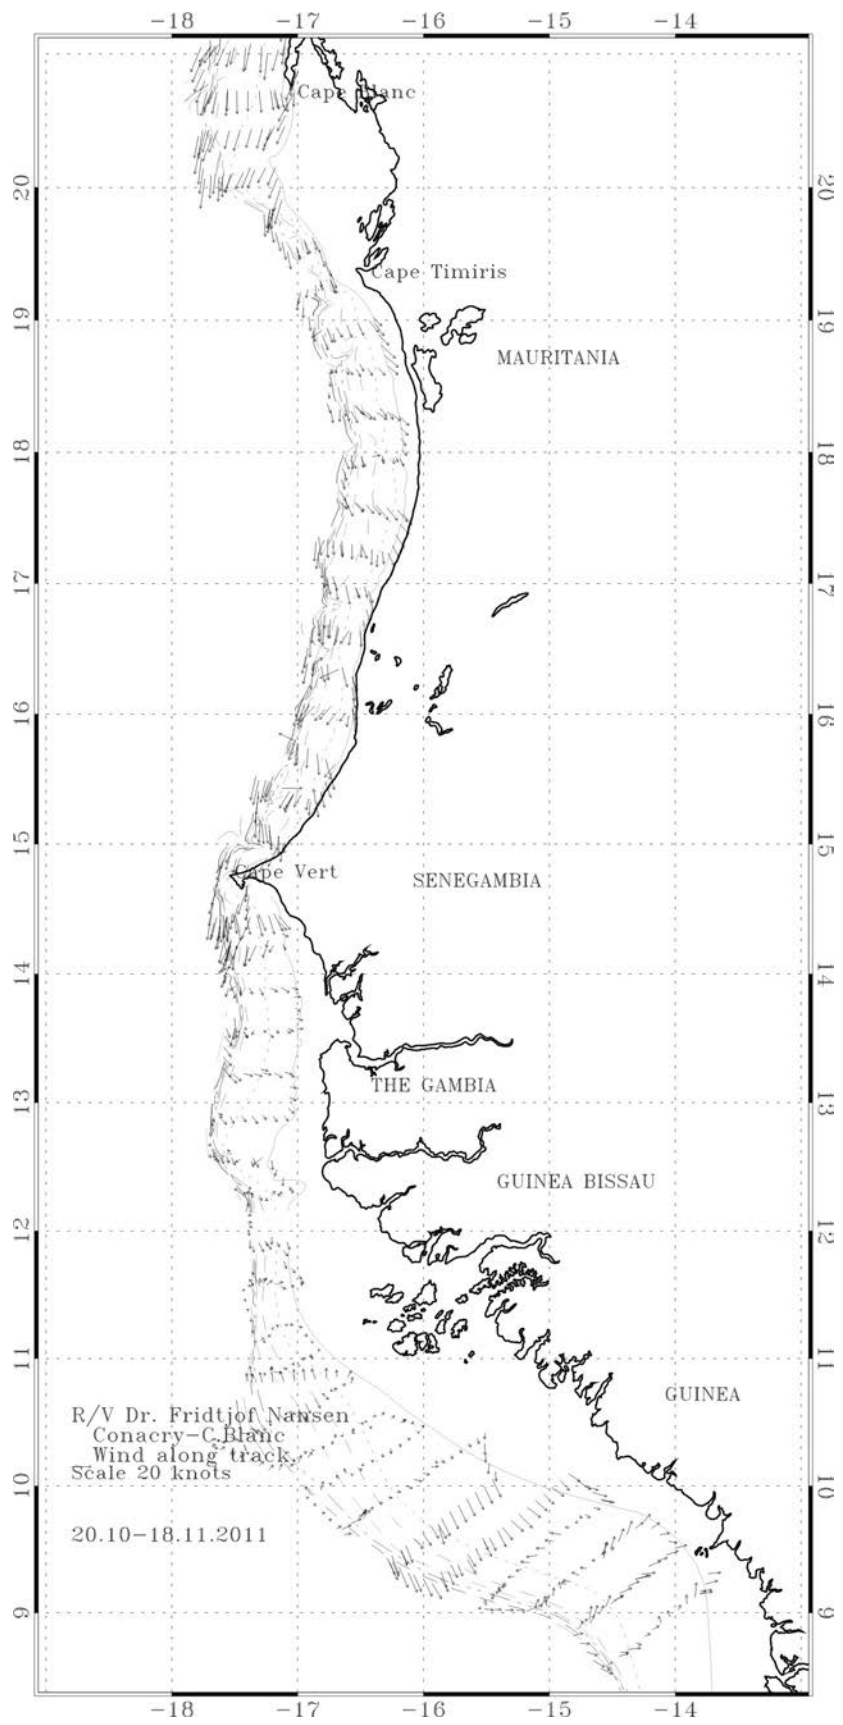 -18 -17 -16 -15 -14
Cape Blanc
20 20
Cape Timiris
19 19
MAURITANIA
18 18
17 17
16 16
15 15
Cape Vert
SENEGAMBIA
14 14
THE GAMBIA
13 13
GUINEA BISSAU
12 12
11 11
GUINEA
R/V Dr. Fridtjof Nansen
Conacry-C.Blanc
Wind along track
Scale 20 knots
10 10
20.10-18.11.2011
9 9
-18 -17 -16 -15 -14